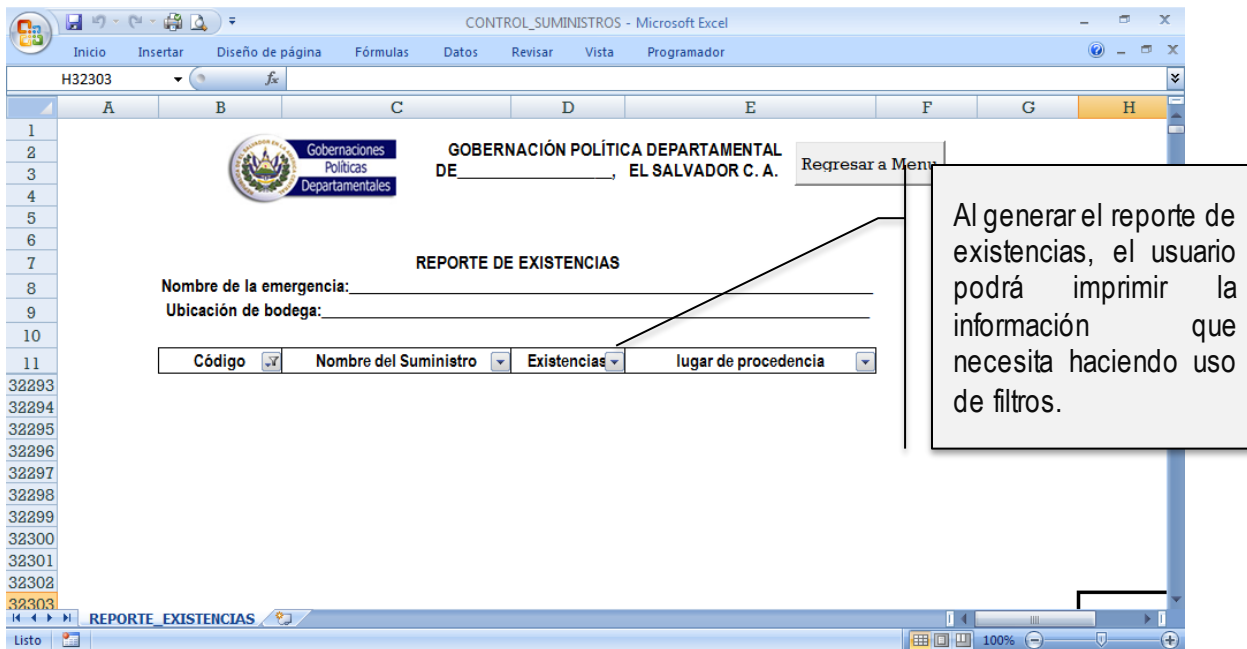 CONTROL_SUMINISTROS - Microsoft Excel
Inicio Insertar Diseño de página Fórmulas Datos Revisar Vista Programador
H32303 fx
A B C D E F G H
1
2
3
4
5
6
7
8
9
10
11
32293
32294
32295
32296
32297
32298
32299
32300
32301
32302
32303
Gobernaciones
Políticas
Departamentales
GOBERNACIÓN POLÍTICA DEPARTAMENTAL
DE___________________, EL SALVADOR C. A.
Regresar a Menu
REPORTE DE EXISTENCIAS
Nombre de la emergencia:
Ubicación de bodega:
Código Nombre del Suministro Existencias lugar de procedencia
Al generar el reporte de
existencias, el usuario
podrá imprimir la
información que
necesita haciendo uso
de filtros.
REPORTE_EXISTENCIAS
Listo 100%